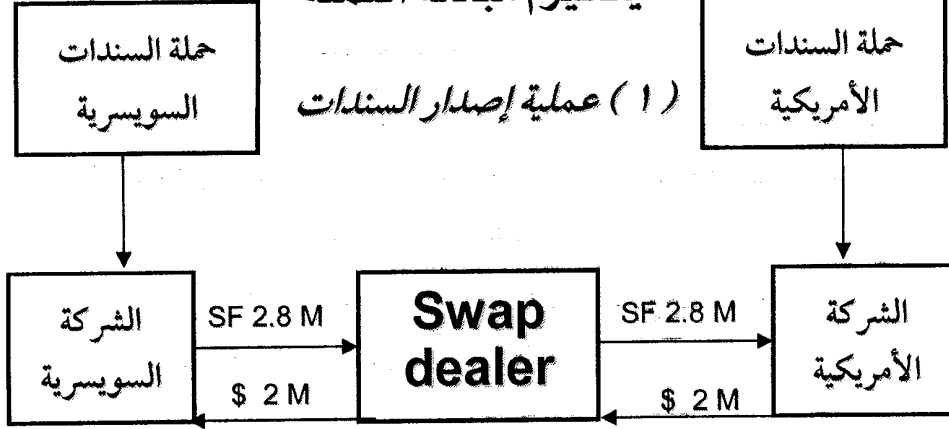 حملة السندات
السويسرية
حملة السندات
الأمريكية
( ١ ) عملية إصدار السندات
الشركة
السويسرية
SF 2.8 M
$ 2 M
Swap
dealer
SF 2.8 M
$ 2 M
الشركة
الأمريكية